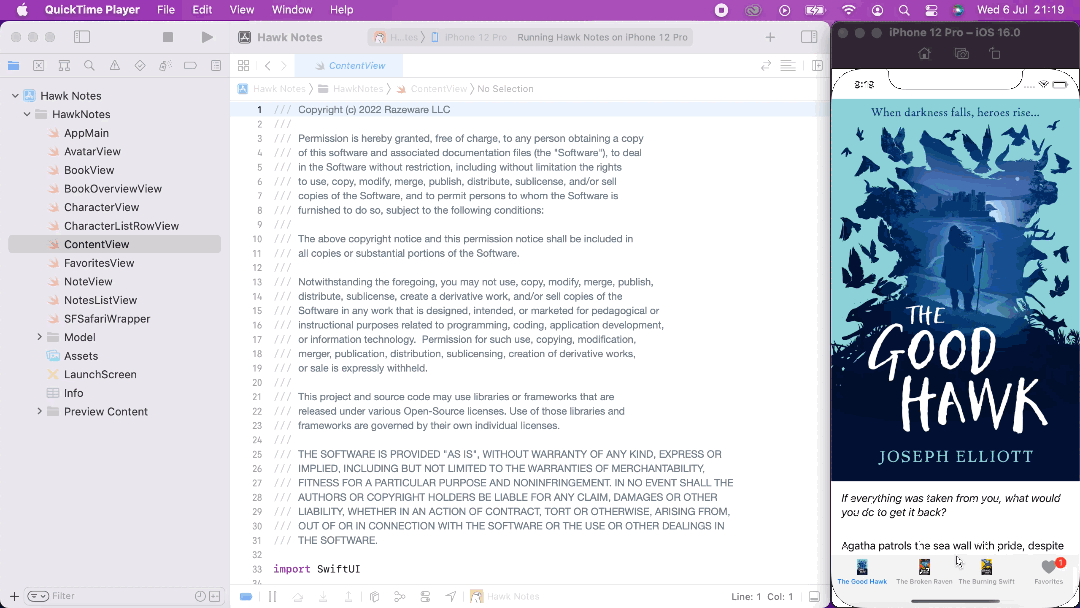 QuickTime Player File Edit View Window Help
Wed 6 Jul 21:19
Hawk Notes
H...tes
iPhone 12 Pro
Running Hawk Notes on iPhone 12 Pro
ContentView
Hawk Notes
HawkNotes
ContentView
No Selection
Hawk Notes
HawkNotes
AppMain
AvatarView
BookView
BookOverviewView
CharacterView
CharacterListRowView
ContentView
FavoritesView
NoteView
NotesListView
SFSafariWrapper
Model
Assets
LaunchScreen
Info
Preview Content
Filter
1 /// Copyright (c) 2022 Razeware LLC
2 ///
3 /// Permission is hereby granted, free of charge, to any person obtaining a copy
4 /// of this software and associated documentation files (the "Software"), to deal
5 /// in the Software without restriction, including without limitation the rights
6 /// to use, copy, modify, merge, publish, distribute, sublicense, and/or sell
7 /// copies of the Software, and to permit persons to whom the Software is
8 /// furnished to do so, subject to the following conditions:
9 ///
10 /// The above copyright notice and this permission notice shall be included in
11 /// all copies or substantial portions of the Software.
12 ///
13 /// Notwithstanding the foregoing, you may not use, copy, modify, merge, publish,
14 /// distribute, sublicense, create a derivative work, and/or sell copies of the
15 /// Software in any work that is designed, intended, or marketed for pedagogical or
16 /// instructional purposes related to programming, coding, application development,
17 /// or information technology.  Permission for such use, copying, modification,
18 /// merger, publication, distribution, sublicensing, creation of derivative works,
19 /// or sale is expressly withheld.
20 ///
21 /// This project and source code may use libraries or frameworks that are
22 /// released under various Open-Source licenses. Use of those libraries and
23 /// frameworks are governed by their own individual licenses.
24 ///
25 /// THE SOFTWARE IS PROVIDED "AS IS", WITHOUT WARRANTY OF ANY KIND, EXPRESS OR
26 /// IMPLIED, INCLUDING BUT NOT LIMITED TO THE WARRANTIES OF MERCHANTABILITY,
27 /// FITNESS FOR A PARTICULAR PURPOSE AND NONINFRINGEMENT. IN NO EVENT SHALL THE
28 /// AUTHORS OR COPYRIGHT HOLDERS BE LIABLE FOR ANY CLAIM, DAMAGES OR OTHER
29 /// LIABILITY, WHETHER IN AN ACTION OF CONTRACT, TORT OR OTHERWISE, ARISING FROM,
30 /// OUT OF OR IN CONNECTION WITH THE SOFTWARE OR THE USE OR OTHER DEALINGS IN
31 /// THE SOFTWARE.
32
33 import SwiftUI
Hawk Notes
Line: 1 Col: 1
iPhone 12 Pro – iOS 16.0
When darkness falls, heroes rise...
THE
GOOD
HAWK
JOSEPH ELLIOTT
If everything was taken from you, what would
you do to get it back?
Agatha patrols the sea wall with pride, despite
1
The Good Hawk The Broken Raven The Burning Swift Favorites